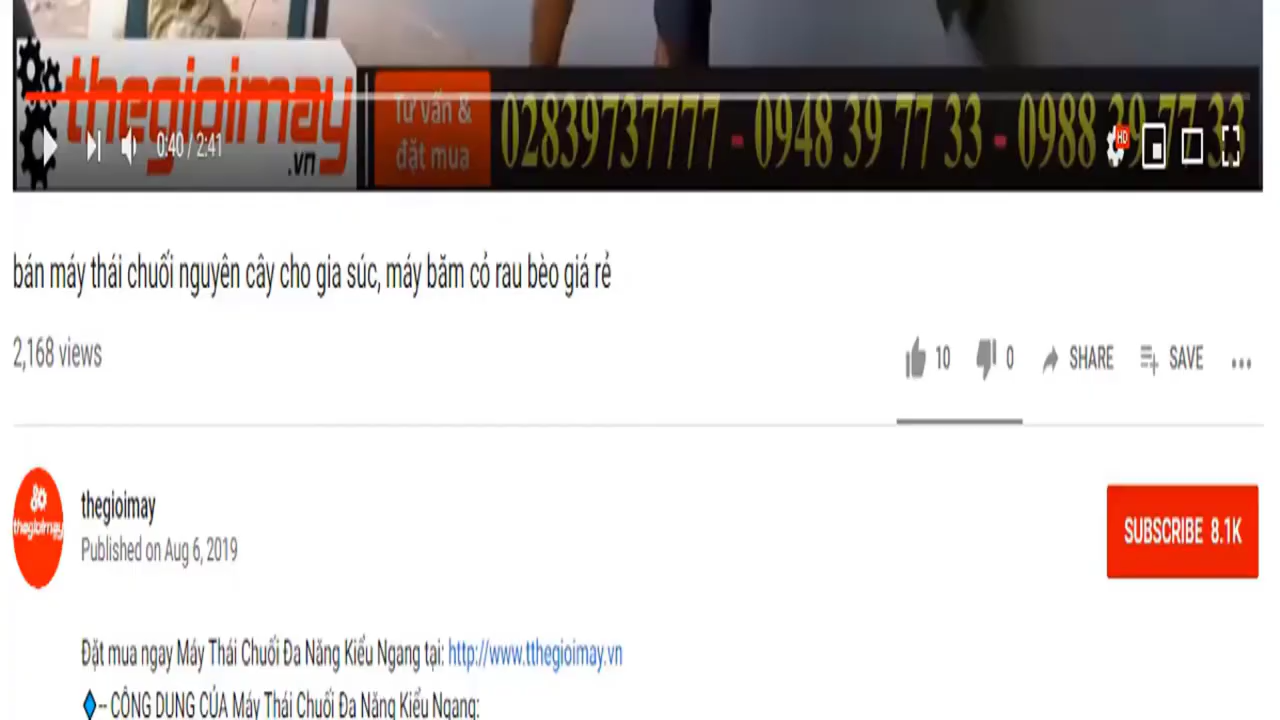 thegioimay
.vn
Tư vấn &
đặt mua
02839737777 - 0948 39 77 33 - 0988 39 77 33
0:40 / 2:41
HD
bán máy thái chuối nguyên cây cho gia súc, máy băm cỏ rau bèo giá rẻ
2,168 views
10 0 SHARE SAVE
thegioimay
thegioimay
Published on Aug 6, 2019
SUBSCRIBE 8.1K
Đặt mua ngay Máy Thái Chuối Đa Năng Kiểu Ngang tại: http://www.tthegioimay.vn
-- CÔNG DỤNG CỦA Máy Thái Chuối Đa Năng Kiểu Ngang: